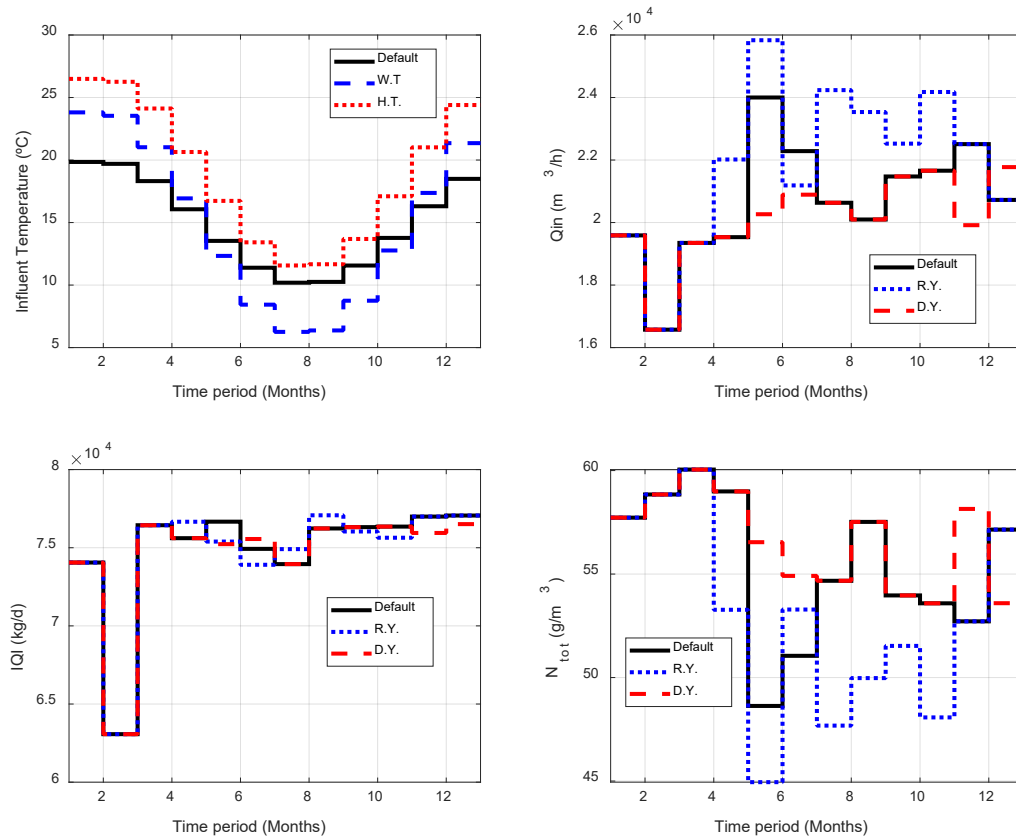 30
25
20
15
10
5
Influent Temperature (ºC)
Default
W.T
H.T.
2 4 6 8 10 12
Time period (Months)
× 10 4
2.6
2.4
2.2
2
1.8
1.6
Qin (m 3/h)
Default
R.Y.
D.Y.
2 4 6 8 10 12
Time period (Months)
× 10 4
8
7.5
7
6.5
6
IQI (kg/d)
Default
R.Y.
D.Y.
2 4 6 8 10 12
Time period (Months)
60
55
50
45
N tot (g/m 3)
Default
R.Y.
D.Y.
2 4 6 8 10 12
Time period (Months)